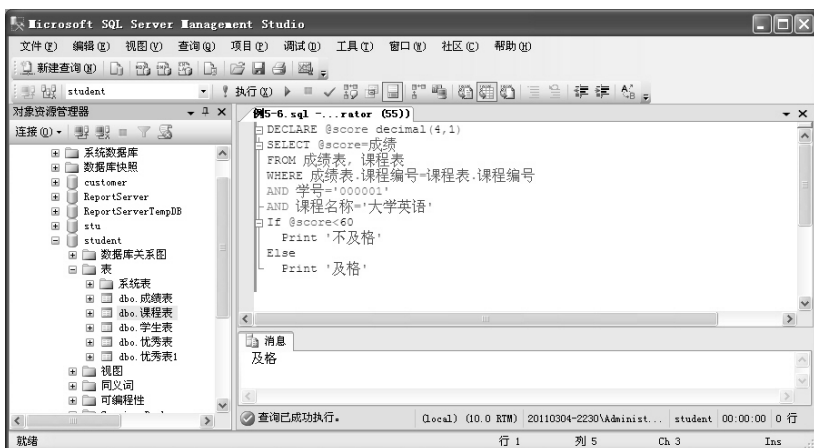 Microsoft SQL Server Management Studio
文件(F) 编辑(E) 视图(V) 查询(Q) 项目(P) 调试(D) 工具(T) 窗口(W) 社区(C) 帮助(H)
新建查询(N)
student 执行(X)
对象资源管理器
连接(O)
系统数据库
数据库快照
customer
ReportServer
ReportServerTempDB
stu
student
数据库关系图
表
系统表
dbo.成绩表
dbo.课程表
dbo.学生表
dbo.优秀表
dbo.优秀表1
视图
同义词
可编程性
例5-6.sql -...rator (55))
DECLARE @score decimal(4,1)
SELECT @score=成绩
FROM 成绩表, 课程表
WHERE 成绩表.课程编号=课程表.课程编号
AND 学号='000001'
AND 课程名称='大学英语'
If @score<60
Print '不及格'
Else
Print '及格'
消息
及格
查询已成功执行。 (local) (10.0 RTM) 20110304-2230\Administ... student 00:00:00 0 行
就绪 行 1 列 5 Ch 3 Ins